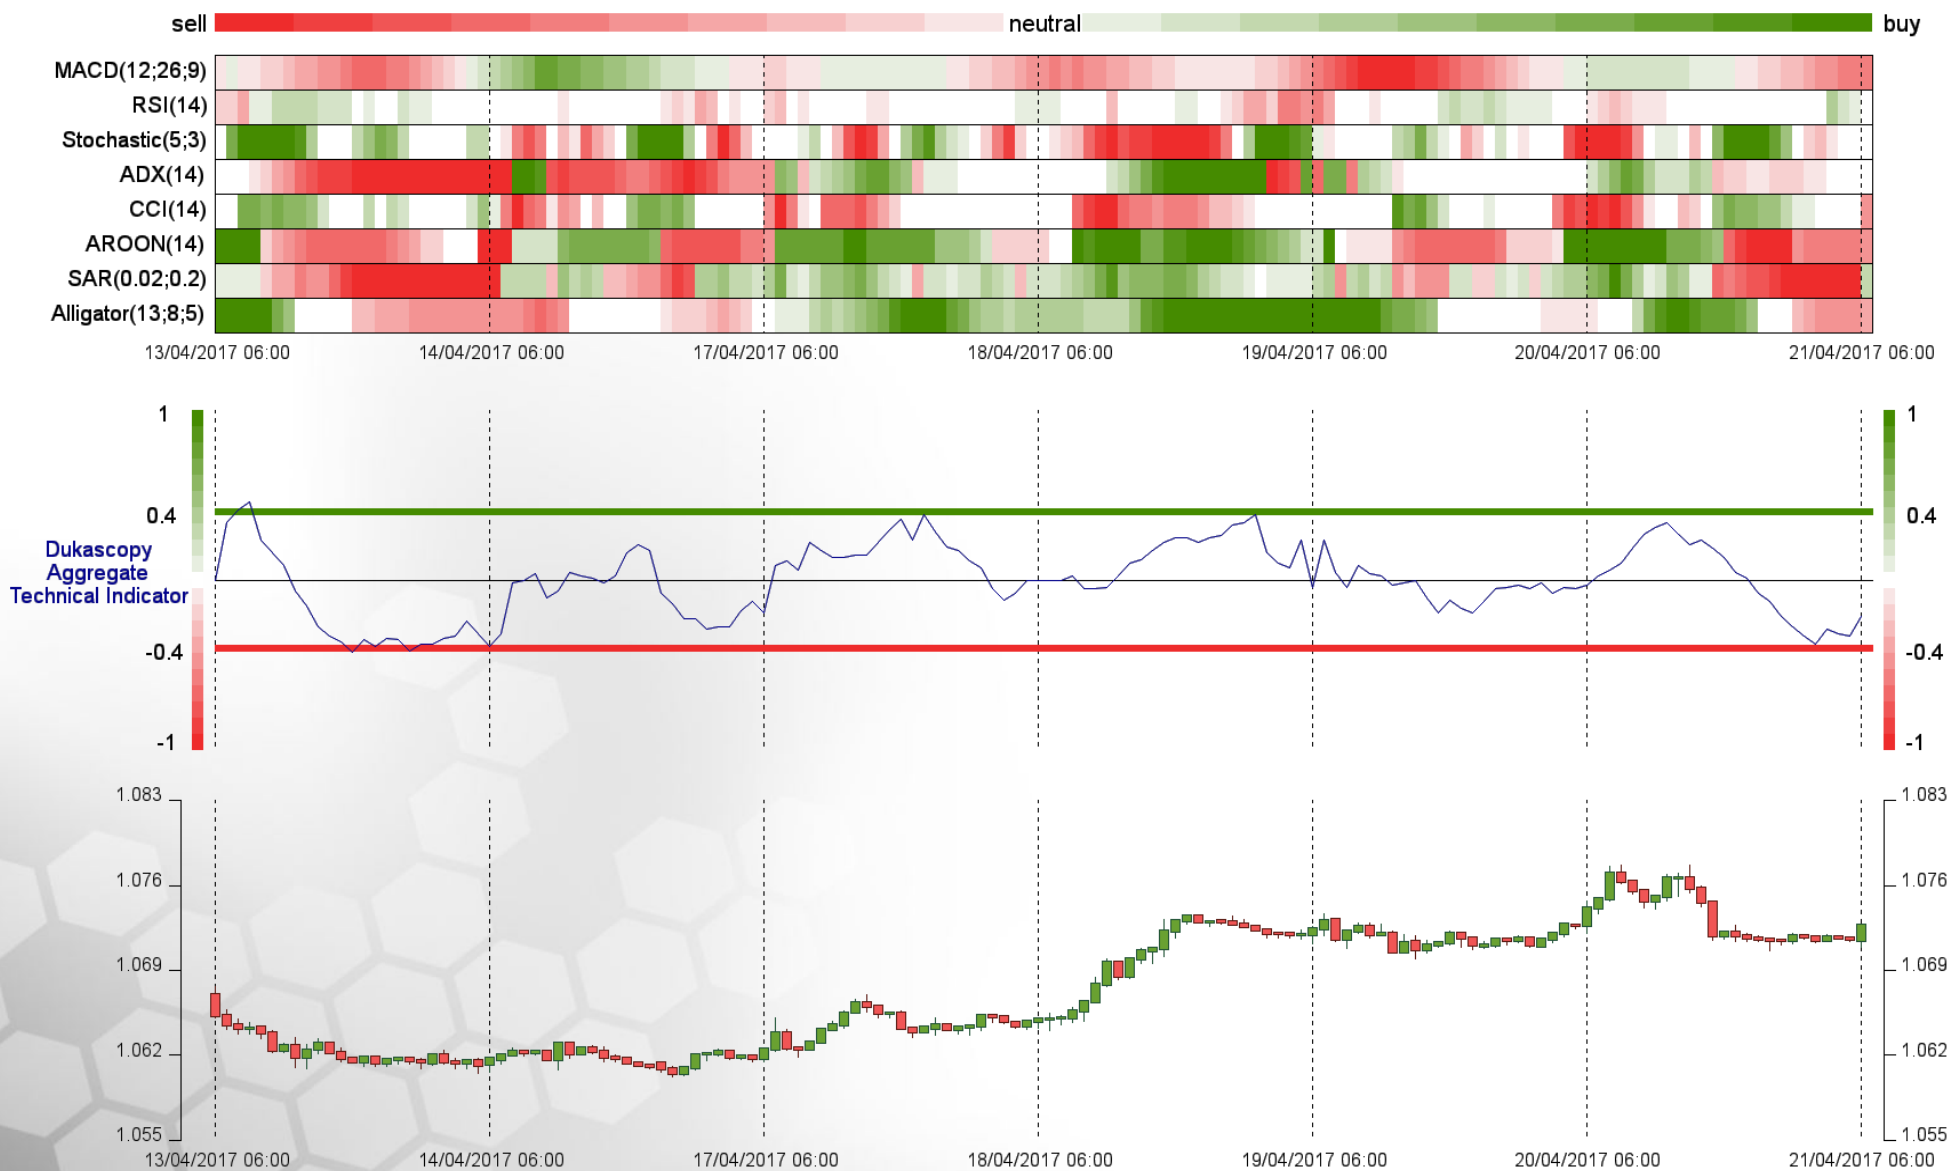 sell neutral buy
MACD(12;26;9)
RSI(14)
Stochastic(5;3)
ADX(14)
CCI(14)
AROON(14)
SAR(0.02;0.2)
Alligator(13;8;5)
13/04/2017 06:00 14/04/2017 06:00 17/04/2017 06:00 18/04/2017 06:00 19/04/2017 06:00 20/04/2017 06:00 21/04/2017 06:00
1 1
0.4 0.4
Dukascopy
Aggregate
Technical Indicator
-0.4 -0.4
-1 -1
1.083 1.083
1.076 1.076
1.069 1.069
1.062 1.062
1.055 1.055
13/04/2017 06:00 14/04/2017 06:00 17/04/2017 06:00 18/04/2017 06:00 19/04/2017 06:00 20/04/2017 06:00 21/04/2017 06:00